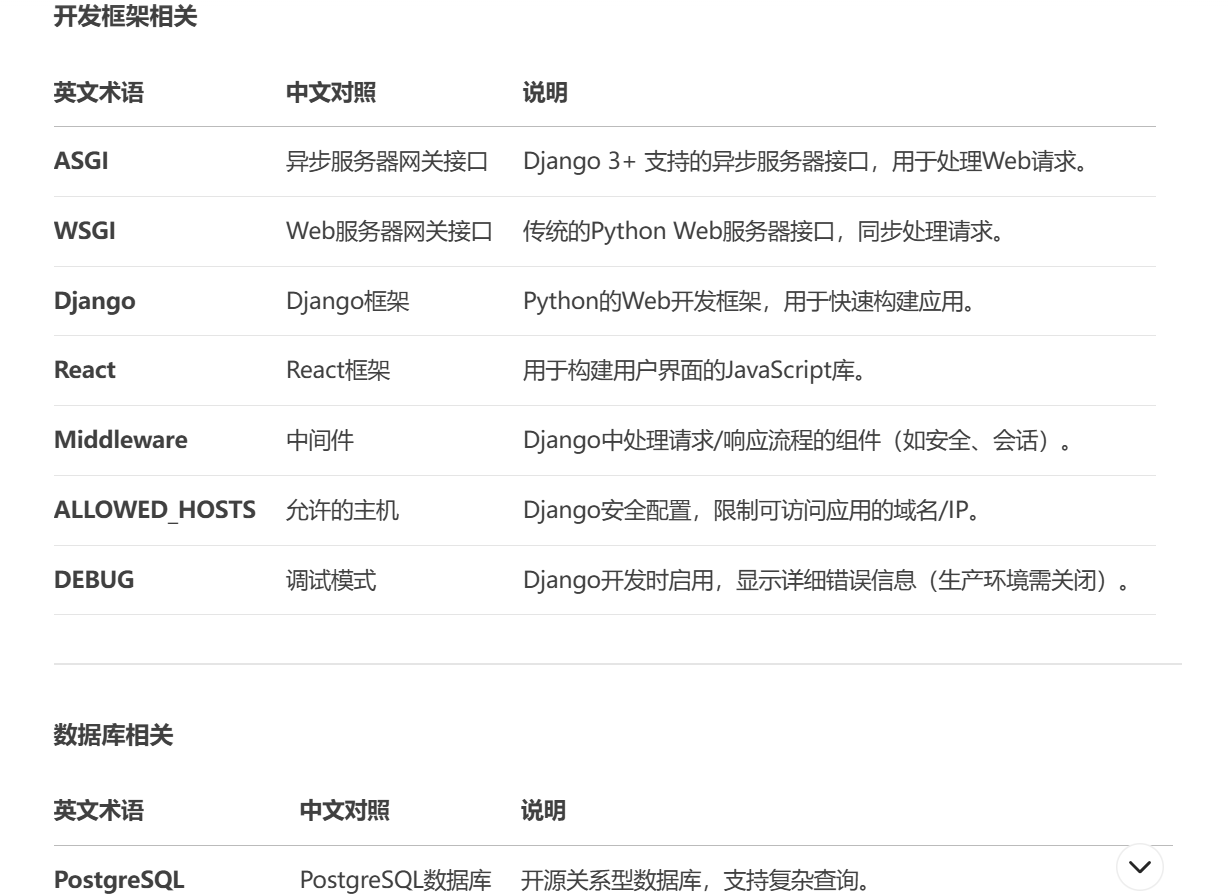 开发框架相关
英文术语 中文对照 说明
ASGI 异步服务器网关接口 Django 3+ 支持的异步服务器接口，用于处理Web请求。
WSGI Web服务器网关接口 传统的Python Web服务器接口，同步处理请求。
Django Django框架 Python的Web开发框架，用于快速构建应用。
React React框架 用于构建用户界面的JavaScript库。
Middleware 中间件 Django中处理请求/响应流程的组件（如安全、会话）。
ALLOWED_HOSTS 允许的主机 Django安全配置，限制可访问应用的域名/IP。
DEBUG 调试模式 Django开发时启用，显示详细错误信息（生产环境需关闭）。
数据库相关
英文术语 中文对照 说明
PostgreSQL PostgreSQL数据库 开源关系型数据库，支持复杂查询。